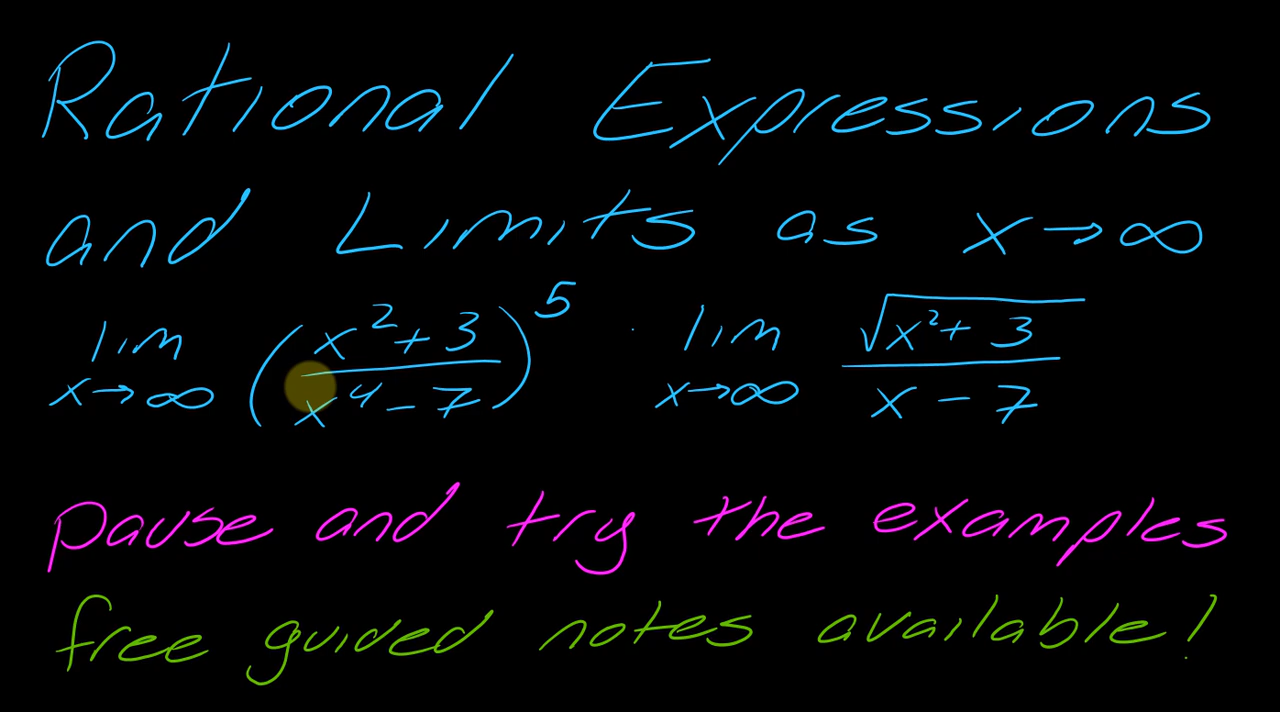 Rational Expressions
and Limits as x→∞
lim x→∞ ((x²+3)/(x⁴-7))⁵ lim x→∞ √(x²+3)/(x-7)
pause and try the examples
free guided notes available!